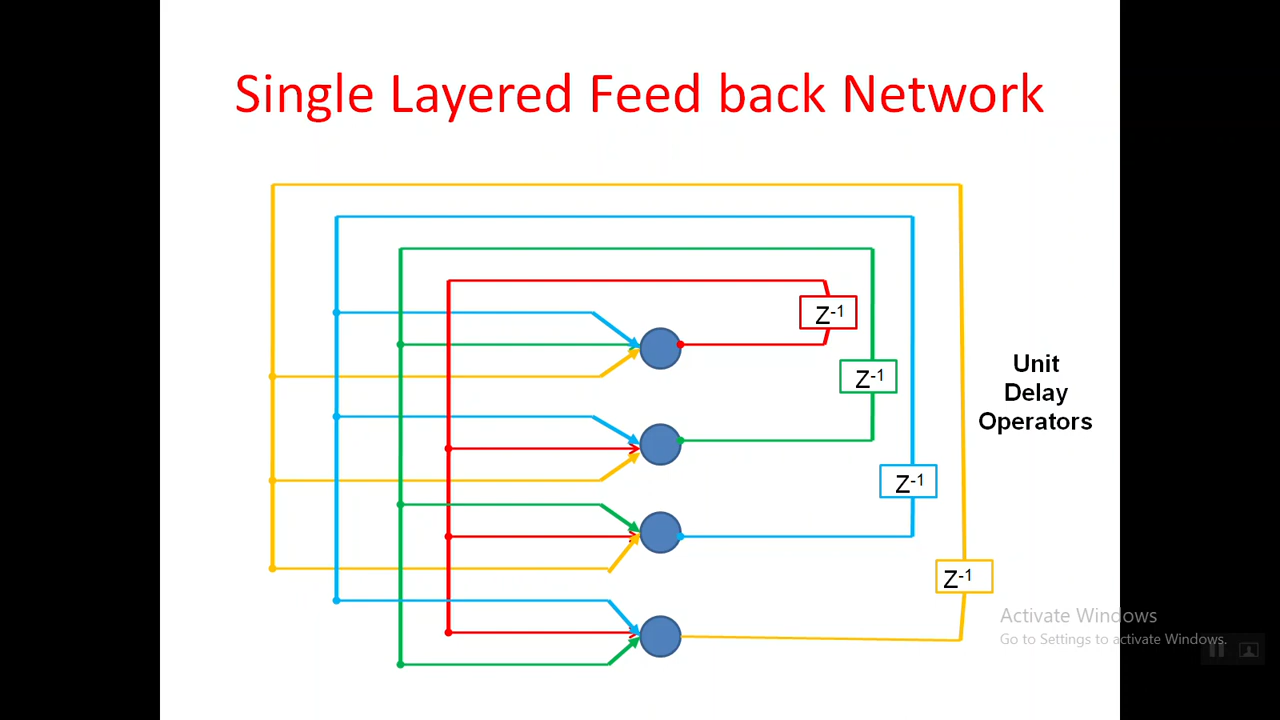 Single Layered Feed back Network
Z-1
Z-1
Unit
Delay
Operators
Z-1
Z-1
Activate Windows
Go to Settings to activate Windows.